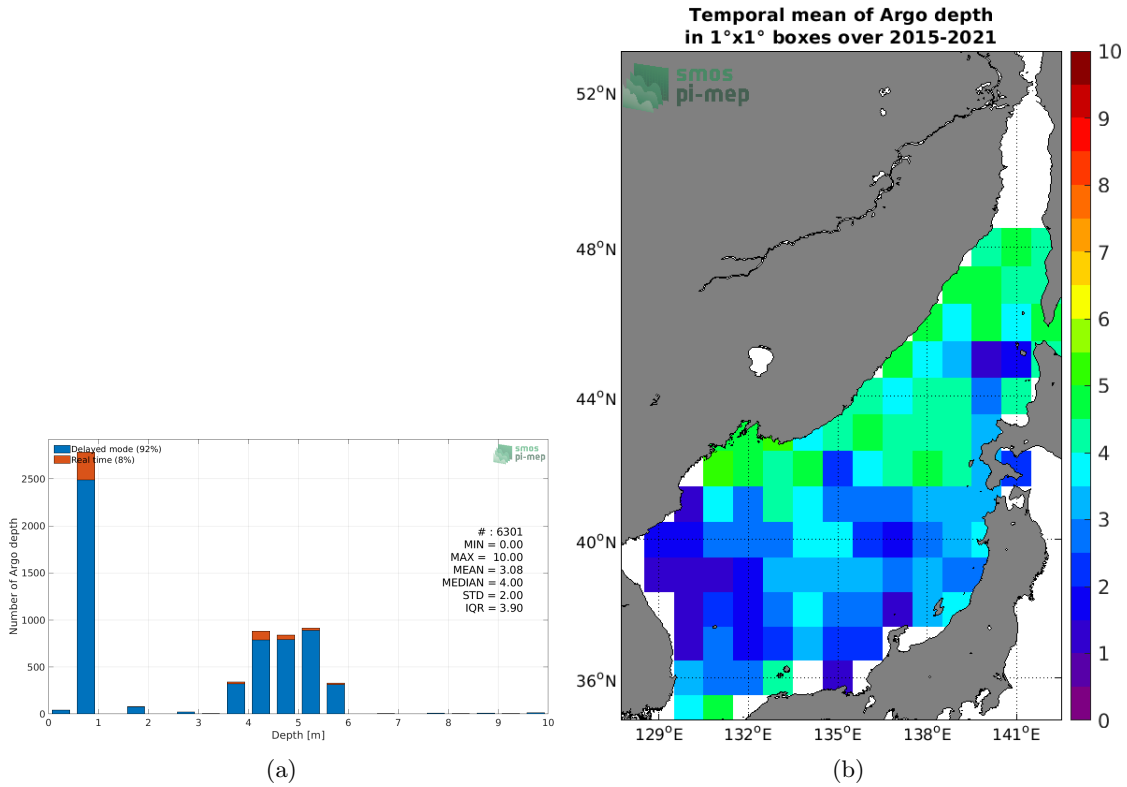 Temporal mean of Argo depth
in 1°x1° boxes over 2015-2021
smos
pi-mep
52°N
48°N
44°N
40°N
36°N
129°E
132°E
135°E
138°E
141°E
10
9
8
7
6
5
4
3
2
1
0
Delayed mode (92%)
Real time (8%)
smos
pi-mep
# : 6301
MIN = 0.00
MAX = 10.00
MEAN = 3.08
MEDIAN = 4.00
STD = 2.00
IQR = 3.90
Number of Argo depth
2500
2000
1500
1000
500
0
0 1 2 3 4 5 6 7 8 9 10
Depth [m]
(a)
(b)